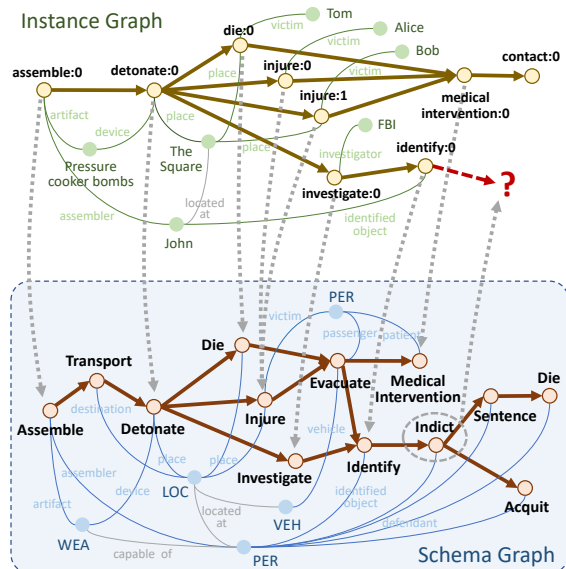 Instance Graph
Tom
die:0
victim
Alice
victim
Bob
assemble:0
detonate:0
injure:0
victim
contact:0
place
artifact
device
injure:1
medical
intervention:0
FBI
Pressure
cooker bombs
The
Square
place
investigator
identify:0
?
located
at
investigate:0
assembler
John
identified
object
PER
victim
passenger
patient
Die
Transport
Evacuate
Medical
Intervention
Die
destination
Injure
Sentence
Assemble
Detonate
Indict
vehicle
place
place
Investigate
Identify
assembler
LOC
identified
object
Acquit
artifact
device
located
at
VEH
defendant
WEA
capable of
PER
Schema Graph